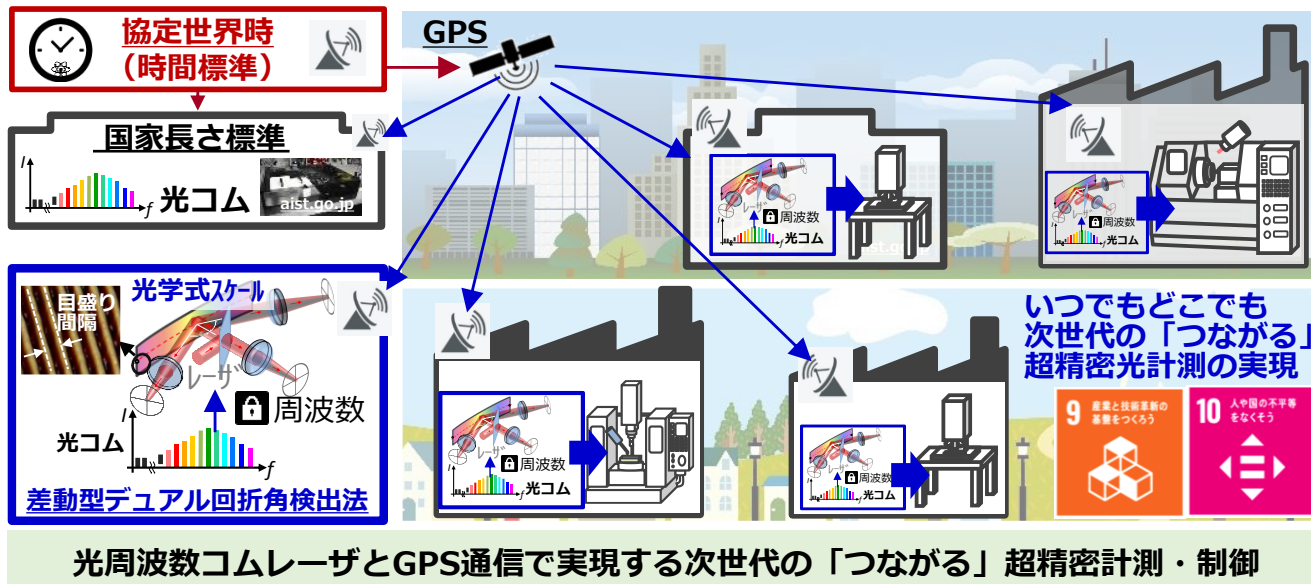 協定世界時
(時間標準)
GPS
国家長さ標準
I
f
光コム
aist.go.jp
光学式スケール
目盛り
間隔
レーザ
周波数
I
光コム
f
差動型デュアル回折角検出法
レーザ
周波数
I
f
光コム
レーザ
周波数
I
f
光コム
レーザ
周波数
I
f
光コム
レーザ
周波数
I
f
光コム
いつでもどこでも
次世代の「つながる」
超精密光計測の実現
9 産業と技術革新の
基盤をつくろう
10 人や国の不平等
をなくそう
光周波数コムレーザとGPS通信で実現する次世代の「つながる」超精密計測・制御